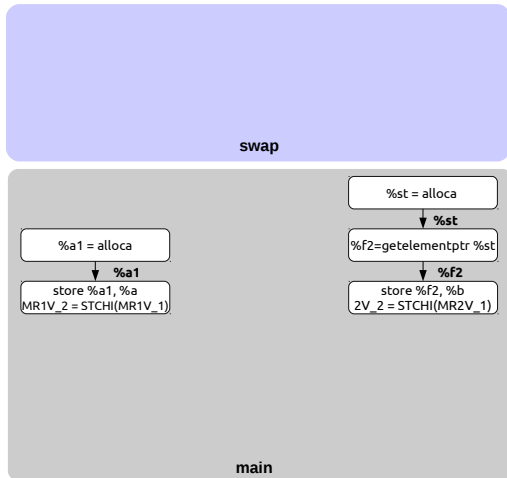 swap
%st = alloca
%st
%a1 = alloca
%f2=getelementptr %st
%a1
%f2
store %a1, %a
MR1V_2 = STCHI(MR1V_1)
store %f2, %b
2V_2 = STCHI(MR2V_1)
main